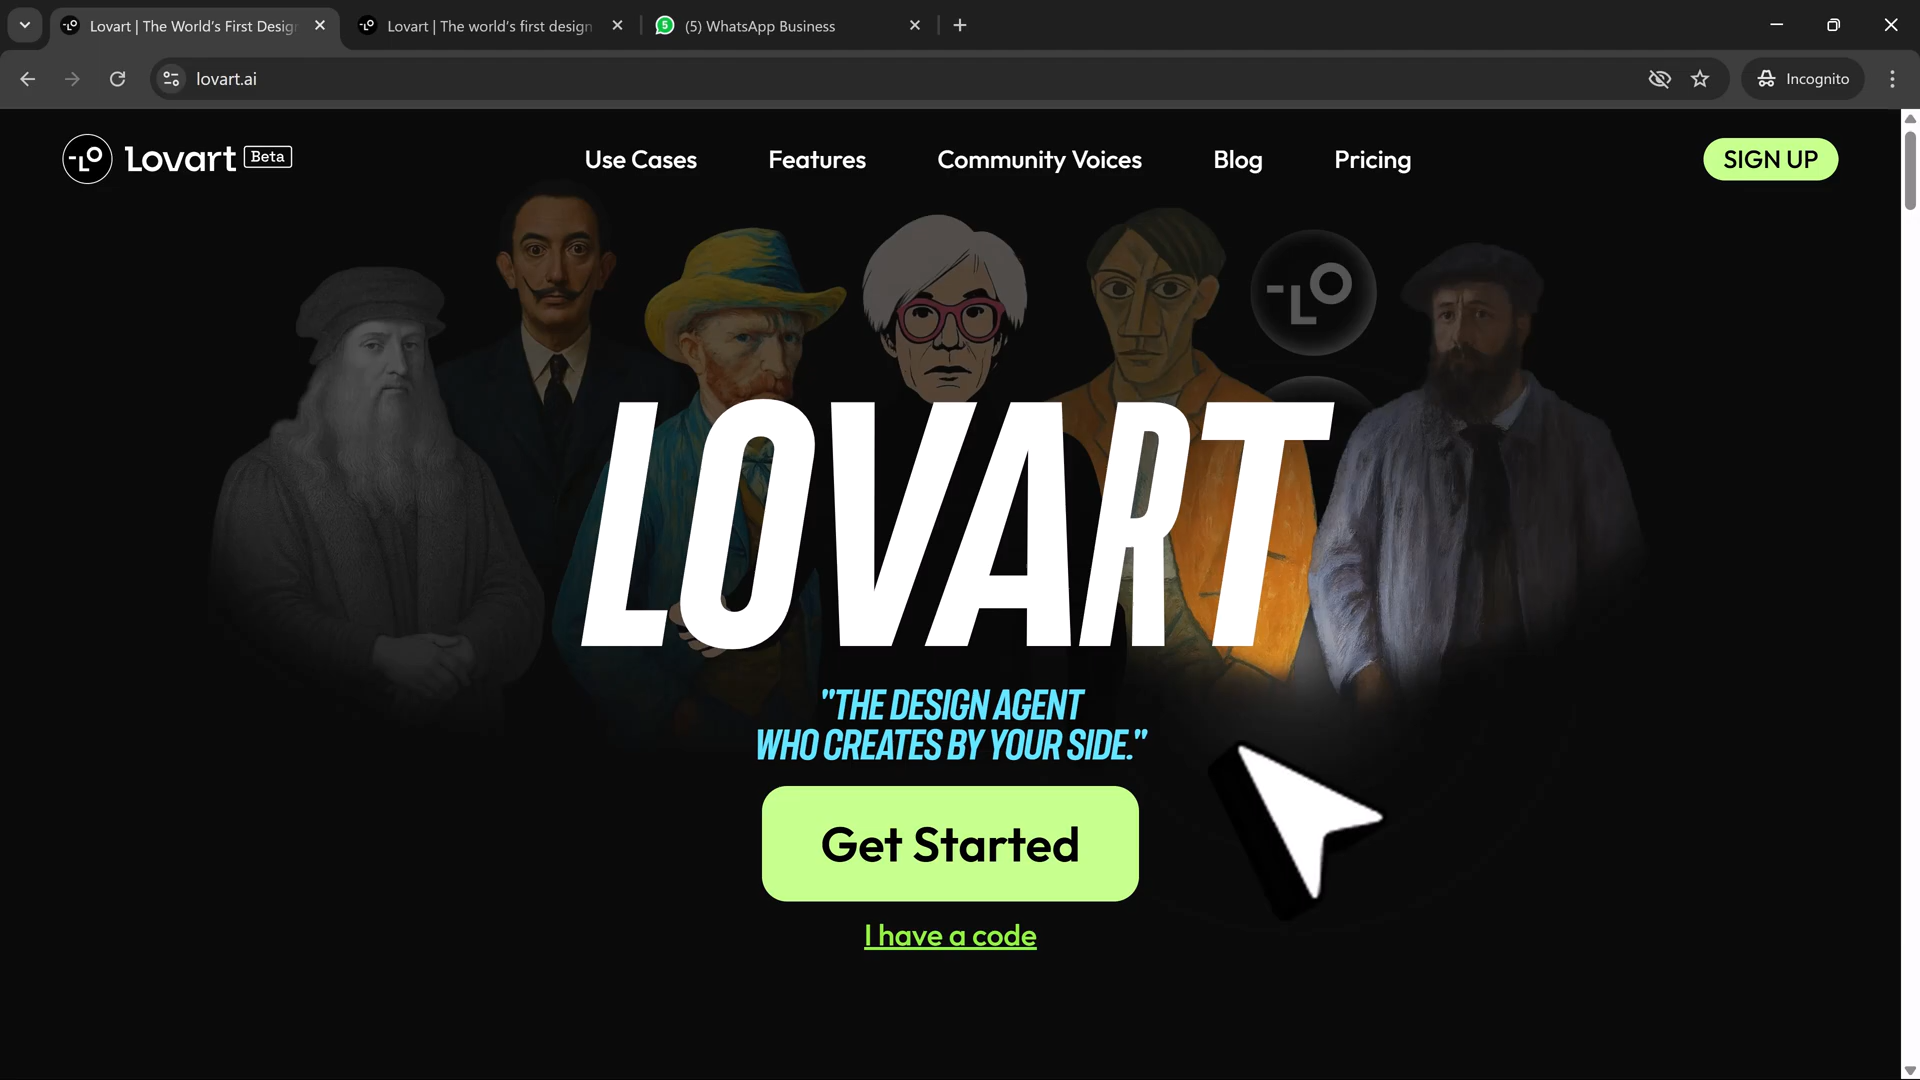 Lovart | The World's First Desig
Lovart | The world's first design
5
(5) WhatsApp Business
lovart.ai
Incognito
Lovart
Beta
Use Cases
Features
Community Voices
Blog
Pricing
SIGN UP
LOVART
"THE DESIGN AGENT
WHO CREATES BY YOUR SIDE."
Get Started
I have a code